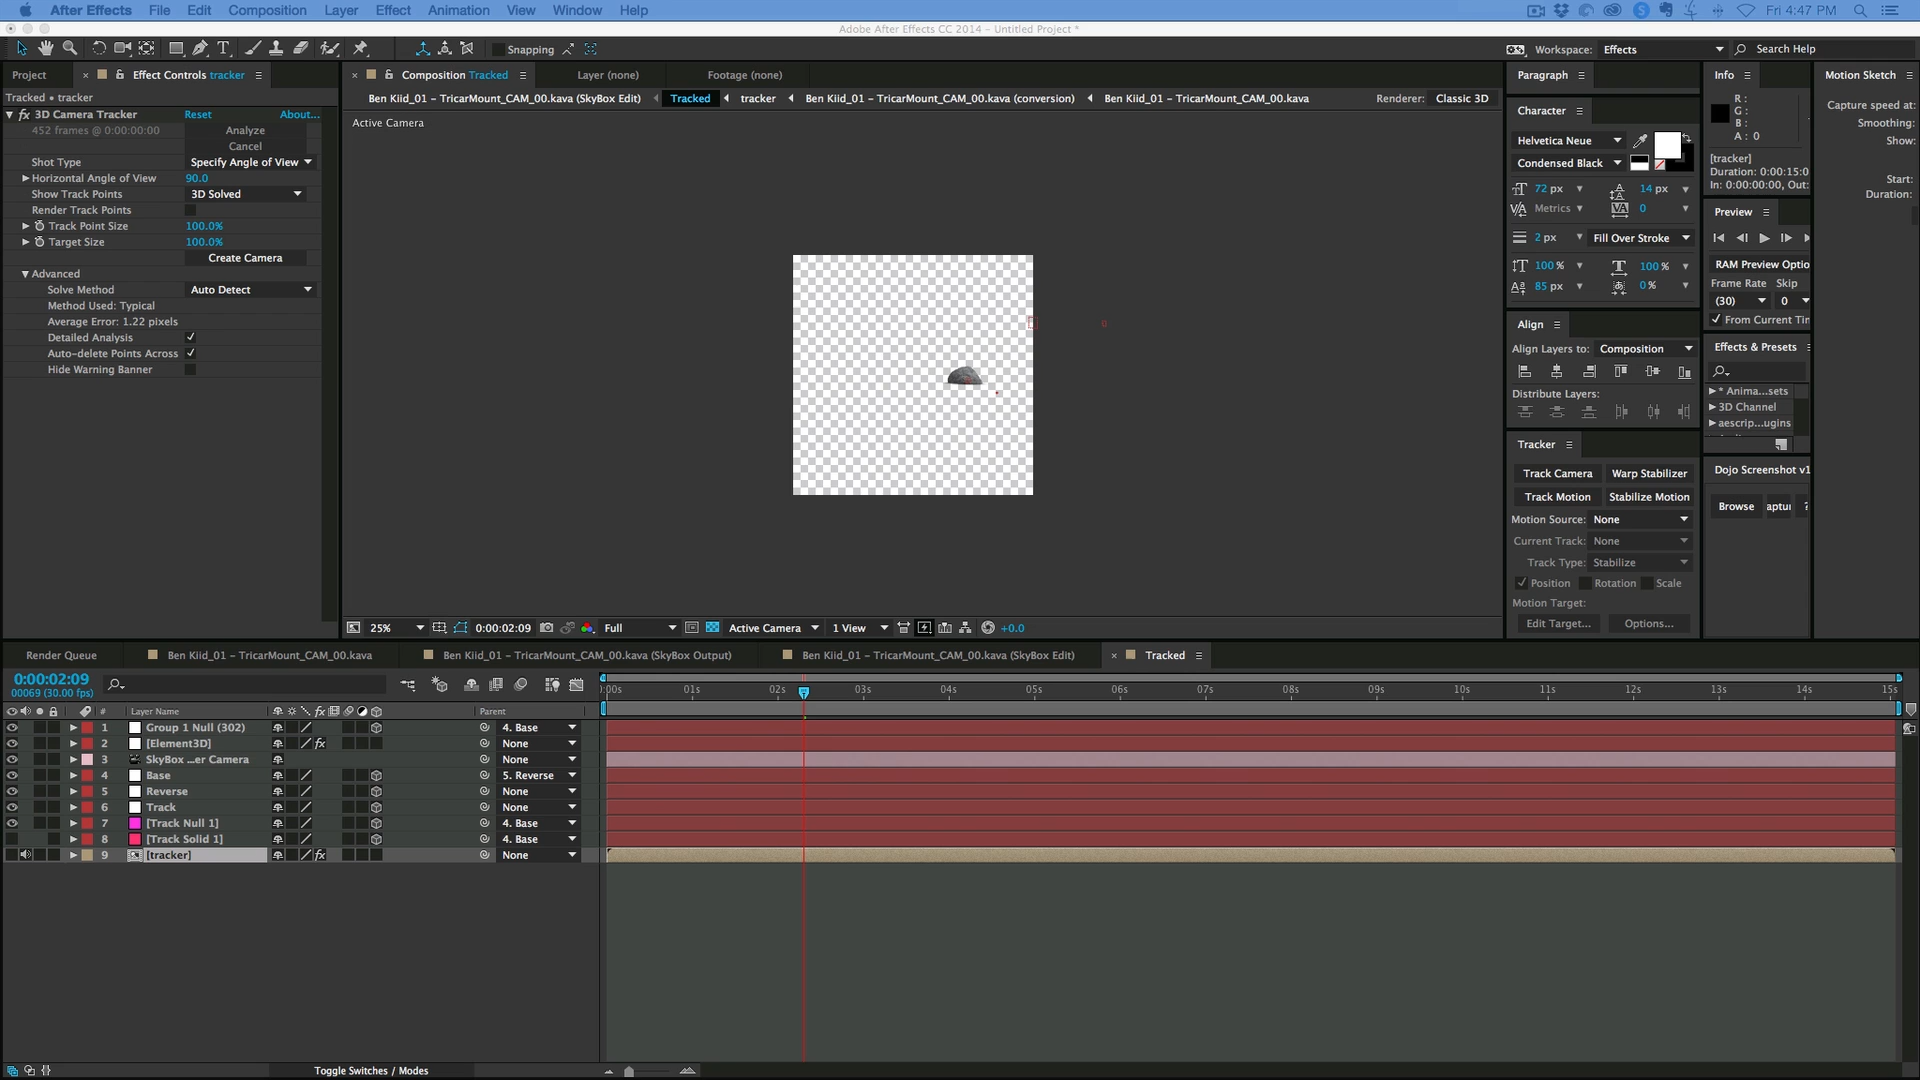 After Effects File Edit Composition Layer Effect Animation View Window Help Fri 4:47 PM
Adobe After Effects CC 2014 – Untitled Project *
Snapping Workspace: Effects Search Help
Project Effect Controls tracker Composition Tracked Layer (none) Footage (none)
Tracked • tracker
Ben Kiid_01 – TricarMount_CAM_00.kava (SkyBox Edit) Tracked tracker Ben Kiid_01 – TricarMount_CAM_00.kava (conversion) Ben Kiid_01 – TricarMount_CAM_00.kava Renderer: Classic 3D
Active Camera
fx 3D Camera Tracker Reset About...
452 frames @ 0:00:00:00 Analyze
Cancel
Shot Type Specify Angle of View
Horizontal Angle of View 90.0
Show Track Points 3D Solved
Render Track Points
Track Point Size 100.0%
Target Size 100.0%
Create Camera
Advanced
Solve Method Auto Detect
Method Used: Typical
Average Error: 1.22 pixels
Detailed Analysis
Auto-delete Points Across
Hide Warning Banner
25% 0:00:02:09 Full Active Camera 1 View +0.0
Paragraph
Character
Helvetica Neue
Condensed Black
72 px 14 px
Metrics 0
2 px Fill Over Stroke
100 % 100 %
85 px 0 %
Align
Align Layers to: Composition
Distribute Layers:
Tracker
Track Camera Warp Stabilizer
Track Motion Stabilize Motion
Motion Source: None
Current Track: None
Track Type: Stabilize
Position Rotation Scale
Motion Target:
Edit Target... Options...
Info
R :
G :
B :
A : 0
[tracker]
Duration: 0:00:15:0
In: 0:00:00:00, Out:
Preview
RAM Preview Optio
Frame Rate Skip
(30) 0
From Current Tin
Effects & Presets
* Anima...sets
3D Channel
aescrip...ugins
Dojo Screenshot v1
Browse aptu ?
Motion Sketch
Capture speed at:
Smoothing:
Show:
Start:
Duration:
Render Queue Ben Kiid_01 – TricarMount_CAM_00.kava Ben Kiid_01 – TricarMount_CAM_00.kava (SkyBox Output) Ben Kiid_01 – TricarMount_CAM_00.kava (SkyBox Edit) Tracked
0:00:02:09
00069 (30.00 fps)
:00s 01s 02s 03s 04s 05s 06s 07s 08s 09s 10s 11s 12s 13s 14s 15s
# Layer Name fx Parent
1 Group 1 Null (302) 4. Base
2 [Element3D] fx None
3 SkyBox ...er Camera None
4 Base 5. Reverse
5 Reverse None
6 Track None
7 [Track Null 1] 4. Base
8 [Track Solid 1] 4. Base
9 [tracker] fx None
Toggle Switches / Modes